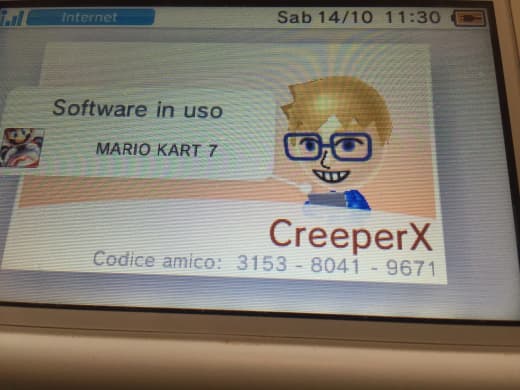 Internet
Sab 14/10 11:30
Software in uso
MARIO KART 7
CreeperX
Codice amico: 3153 - 8041 - 9671